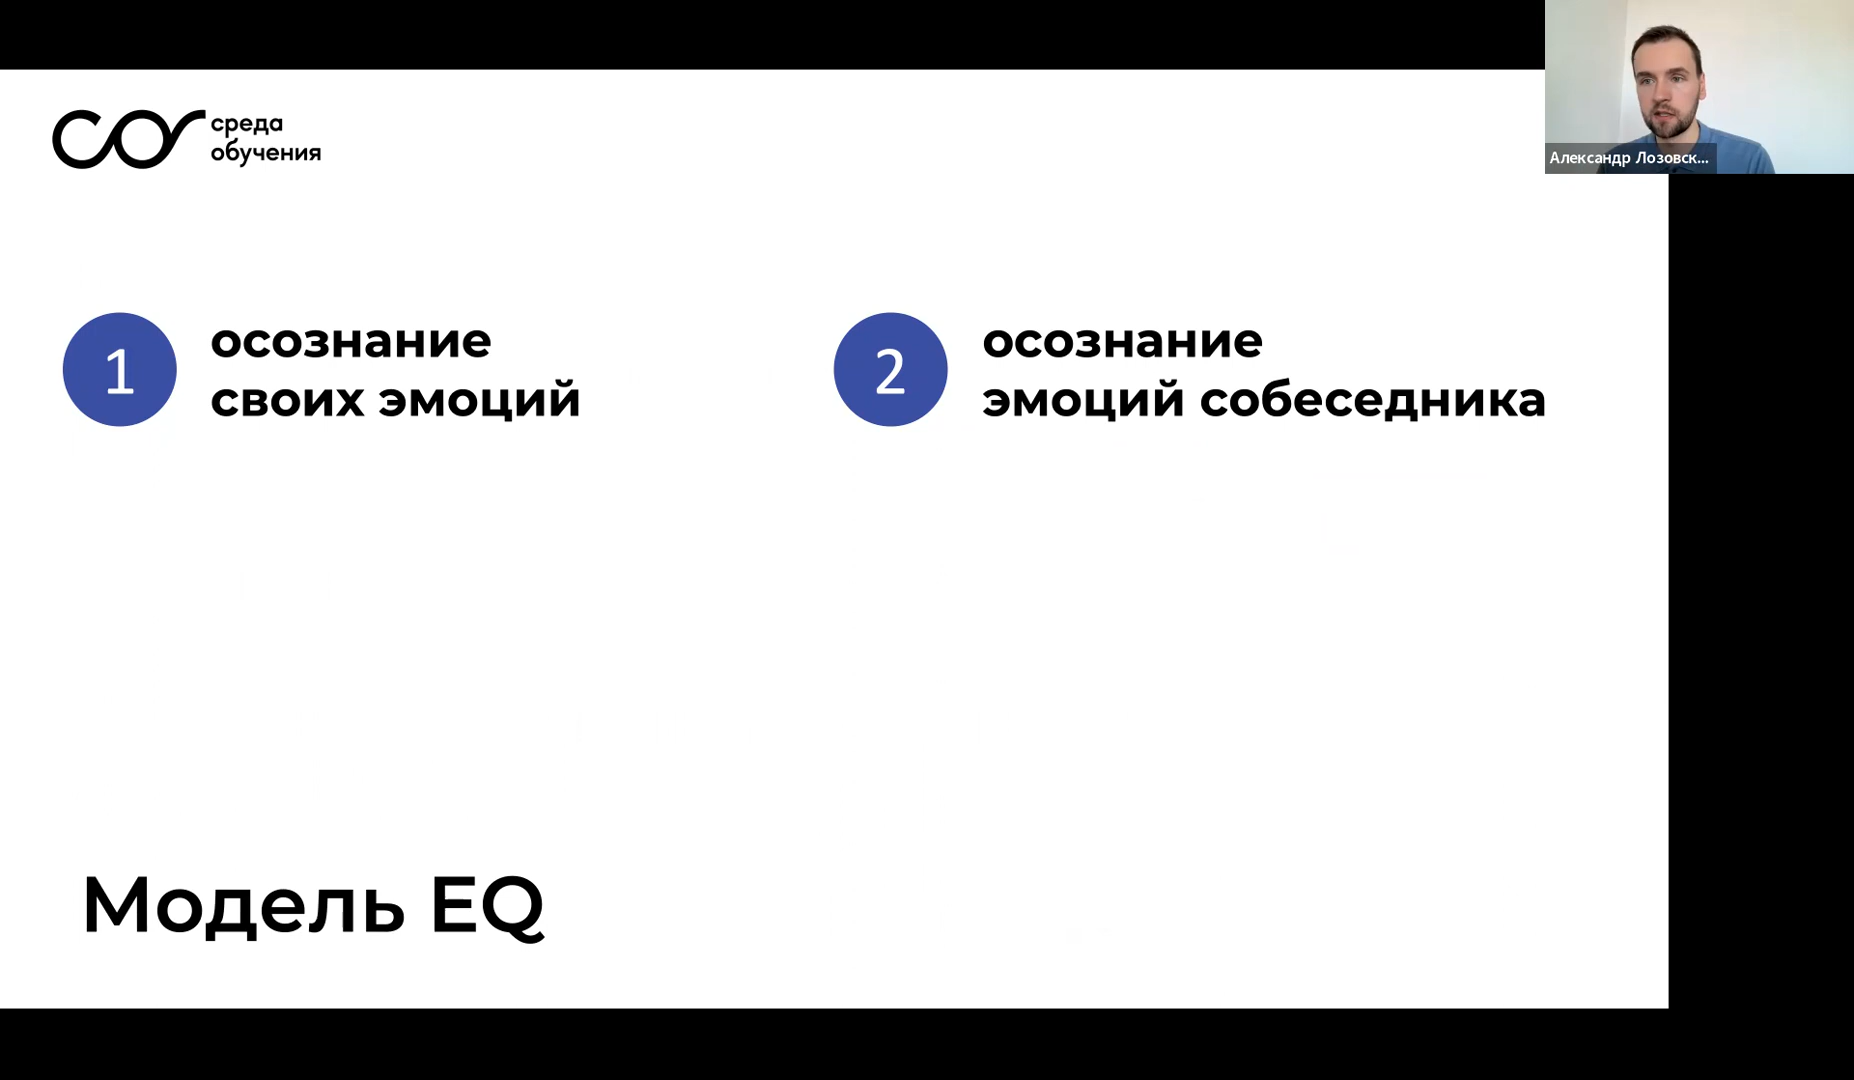 среда
обучения
Александр Лозовск...
1
осознание
своих эмоций
2
осознание
эмоций собеседника
Модель EQ